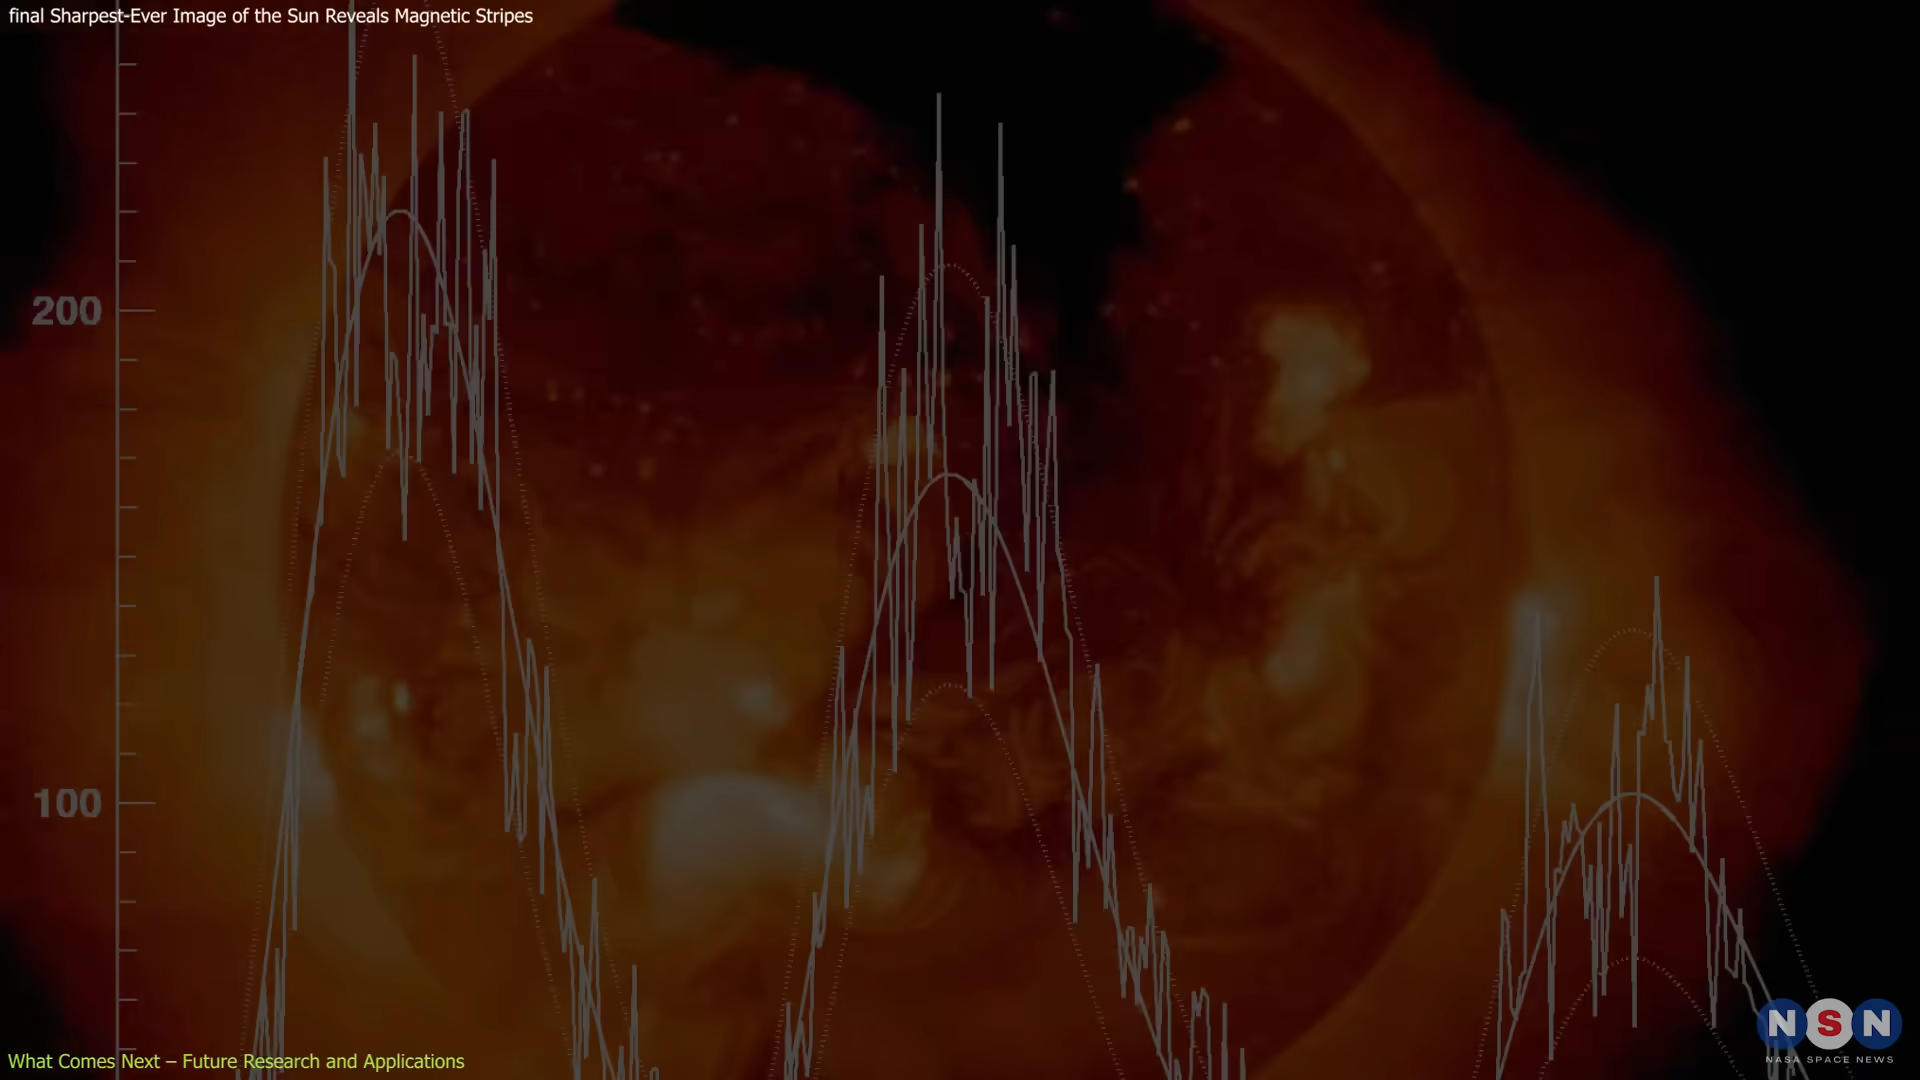 final Sharpest-Ever Image of the Sun Reveals Magnetic Stripes
200
100
What Comes Next – Future Research and Applications
NSN
NASA SPACE NEWS